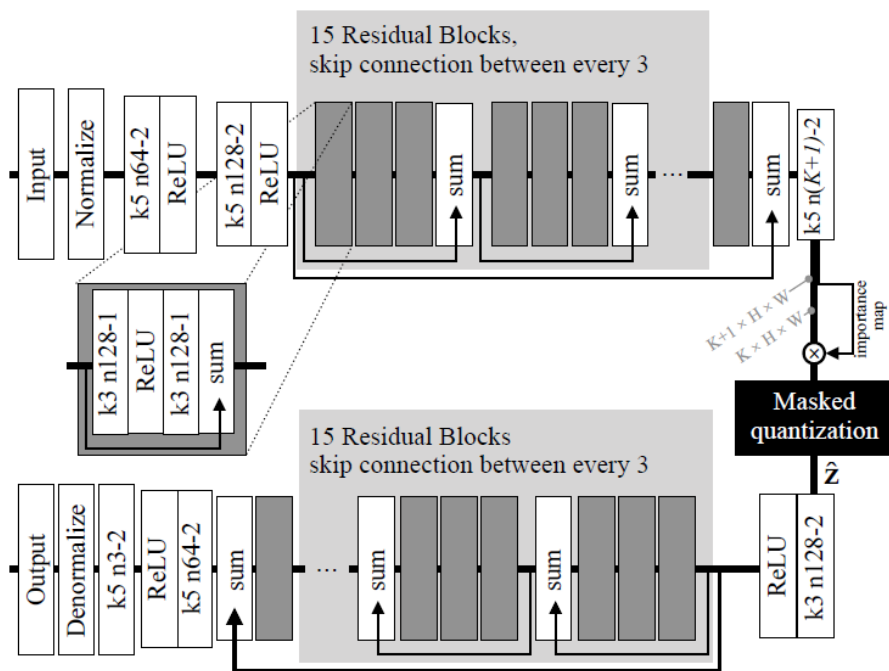 15 Residual Blocks,
skip connection between every 3
Input
Normalize
k5 n64-2
ReLU
k5 n128-2
ReLU
sum
sum
...
sum
k5 n(K+1)-2
k3 n128-1
ReLU
k3 n128-1
sum
K+1 × H × W
K × H × W
importance
map
×
Masked
quantization
ẑ
15 Residual Blocks
skip connection between every 3
Output
Denormalize
k5 n3-2
ReLU
k5 n64-2
sum
...
sum
sum
ReLU
k3 n128-2